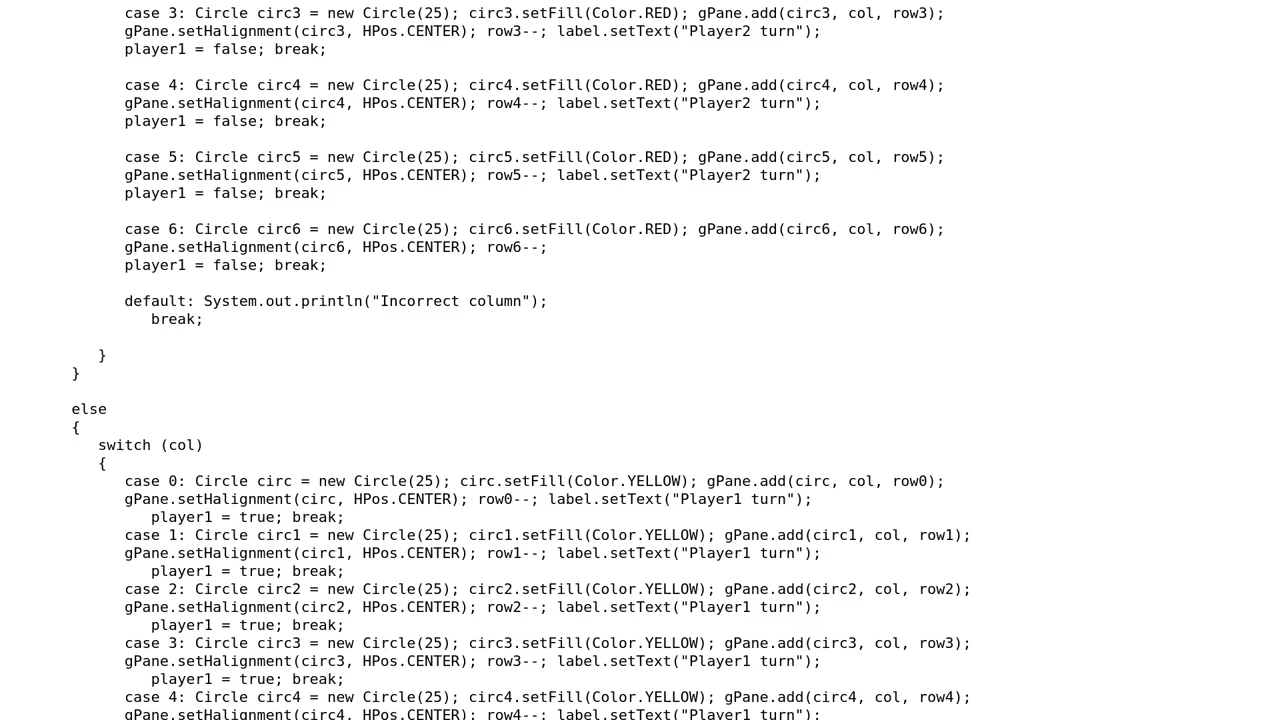 case 3: Circle circ3 = new Circle(25); circ3.setFill(Color.RED); gPane.add(circ3, col, row3);
gPane.setHalignment(circ3, HPos.CENTER); row3--; label.setText("Player2 turn");
player1 = false; break;
case 4: Circle circ4 = new Circle(25); circ4.setFill(Color.RED); gPane.add(circ4, col, row4);
gPane.setHalignment(circ4, HPos.CENTER); row4--; label.setText("Player2 turn");
player1 = false; break;
case 5: Circle circ5 = new Circle(25); circ5.setFill(Color.RED); gPane.add(circ5, col, row5);
gPane.setHalignment(circ5, HPos.CENTER); row5--; label.setText("Player2 turn");
player1 = false; break;
case 6: Circle circ6 = new Circle(25); circ6.setFill(Color.RED); gPane.add(circ6, col, row6);
gPane.setHalignment(circ6, HPos.CENTER); row6--;
player1 = false; break;
default: System.out.println("Incorrect column");
break;
}
}
else
{
switch (col)
{
case 0: Circle circ = new Circle(25); circ.setFill(Color.YELLOW); gPane.add(circ, col, row0);
gPane.setHalignment(circ, HPos.CENTER); row0--; label.setText("Player1 turn");
player1 = true; break;
case 1: Circle circ1 = new Circle(25); circ1.setFill(Color.YELLOW); gPane.add(circ1, col, row1);
gPane.setHalignment(circ1, HPos.CENTER); row1--; label.setText("Player1 turn");
player1 = true; break;
case 2: Circle circ2 = new Circle(25); circ2.setFill(Color.YELLOW); gPane.add(circ2, col, row2);
gPane.setHalignment(circ2, HPos.CENTER); row2--; label.setText("Player1 turn");
player1 = true; break;
case 3: Circle circ3 = new Circle(25); circ3.setFill(Color.YELLOW); gPane.add(circ3, col, row3);
gPane.setHalignment(circ3, HPos.CENTER); row3--; label.setText("Player1 turn");
player1 = true; break;
case 4: Circle circ4 = new Circle(25); circ4.setFill(Color.YELLOW); gPane.add(circ4, col, row4);
gPane.setHalignment(circ4, HPos.CENTER); row4--; label.setText("Player1 turn");